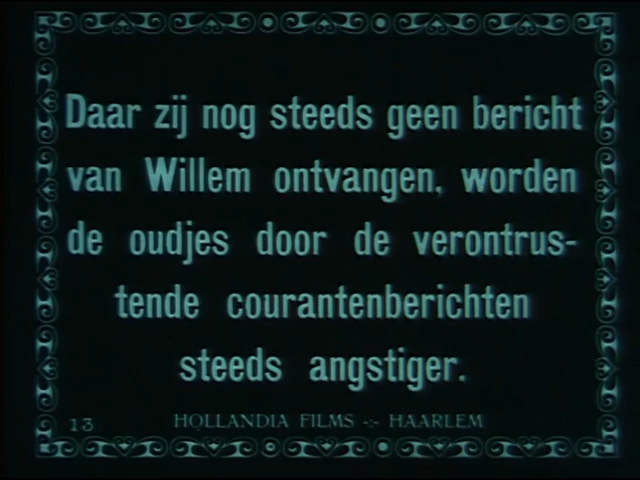 Daar zij nog steeds geen bericht
van Willem ontvangen, worden
de oudjes door de verontrus-
tende courantenberichten
steeds angstiger.
13 HOLLANDIA FILMS -:- HAARLEM